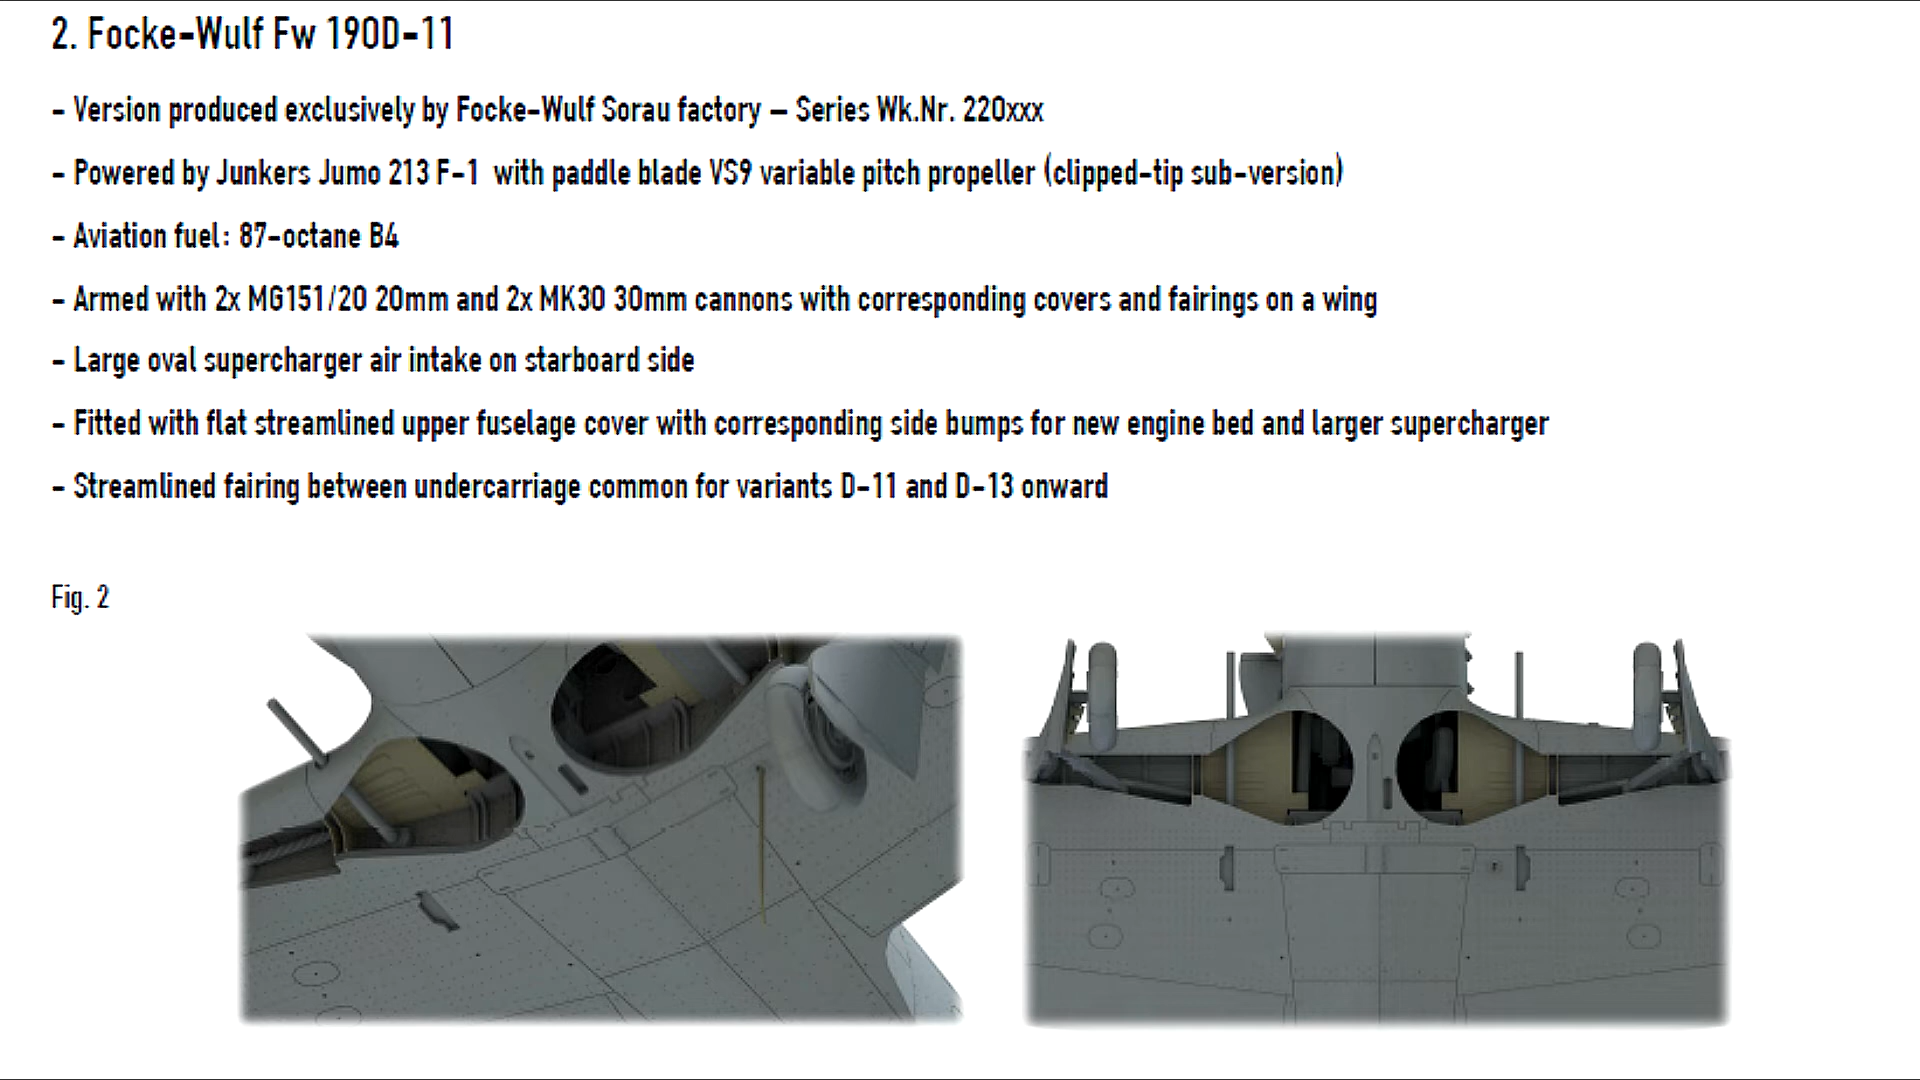 2. Focke-Wulf Fw 190D-11
- Version produced exclusively by Focke-Wulf Sorau factory – Series Wk.Nr. 220xxx
- Powered by Junkers Jumo 213 F-1  with paddle blade VS9 variable pitch propeller (clipped-tip sub-version)
- Aviation fuel: 87-octane B4
- Armed with 2x MG151/20 20mm and 2x MK30 30mm cannons with corresponding covers and fairings on a wing
- Large oval supercharger air intake on starboard side
- Fitted with flat streamlined upper fuselage cover with corresponding side bumps for new engine bed and larger supercharger
- Streamlined fairing between undercarriage common for variants D-11 and D-13 onward
Fig. 2